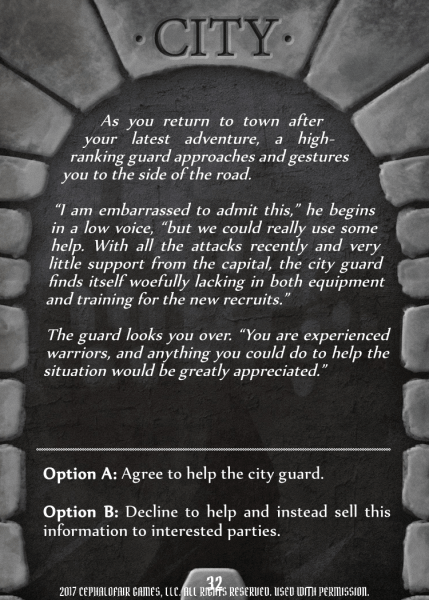 · CITY ·
As you return to town after
your latest adventure, a high-
ranking guard approaches and gestures
you to the side of the road.
“I am embarrassed to admit this,” he begins
in a low voice, “but we could really use some
help. With all the attacks recently and very
little support from the capital, the city guard
finds itself woefully lacking in both equipment
and training for the new recruits.”
The guard looks you over. “You are experienced
warriors, and anything you could do to help the
situation would be greatly appreciated.”
Option A: Agree to help the city guard.
Option B: Decline to help and instead sell this
information to interested parties.
32
2017 CEPHALOFAIR GAMES, LLC. ALL RIGHTS RESERVED. USED WITH PERMISSION.